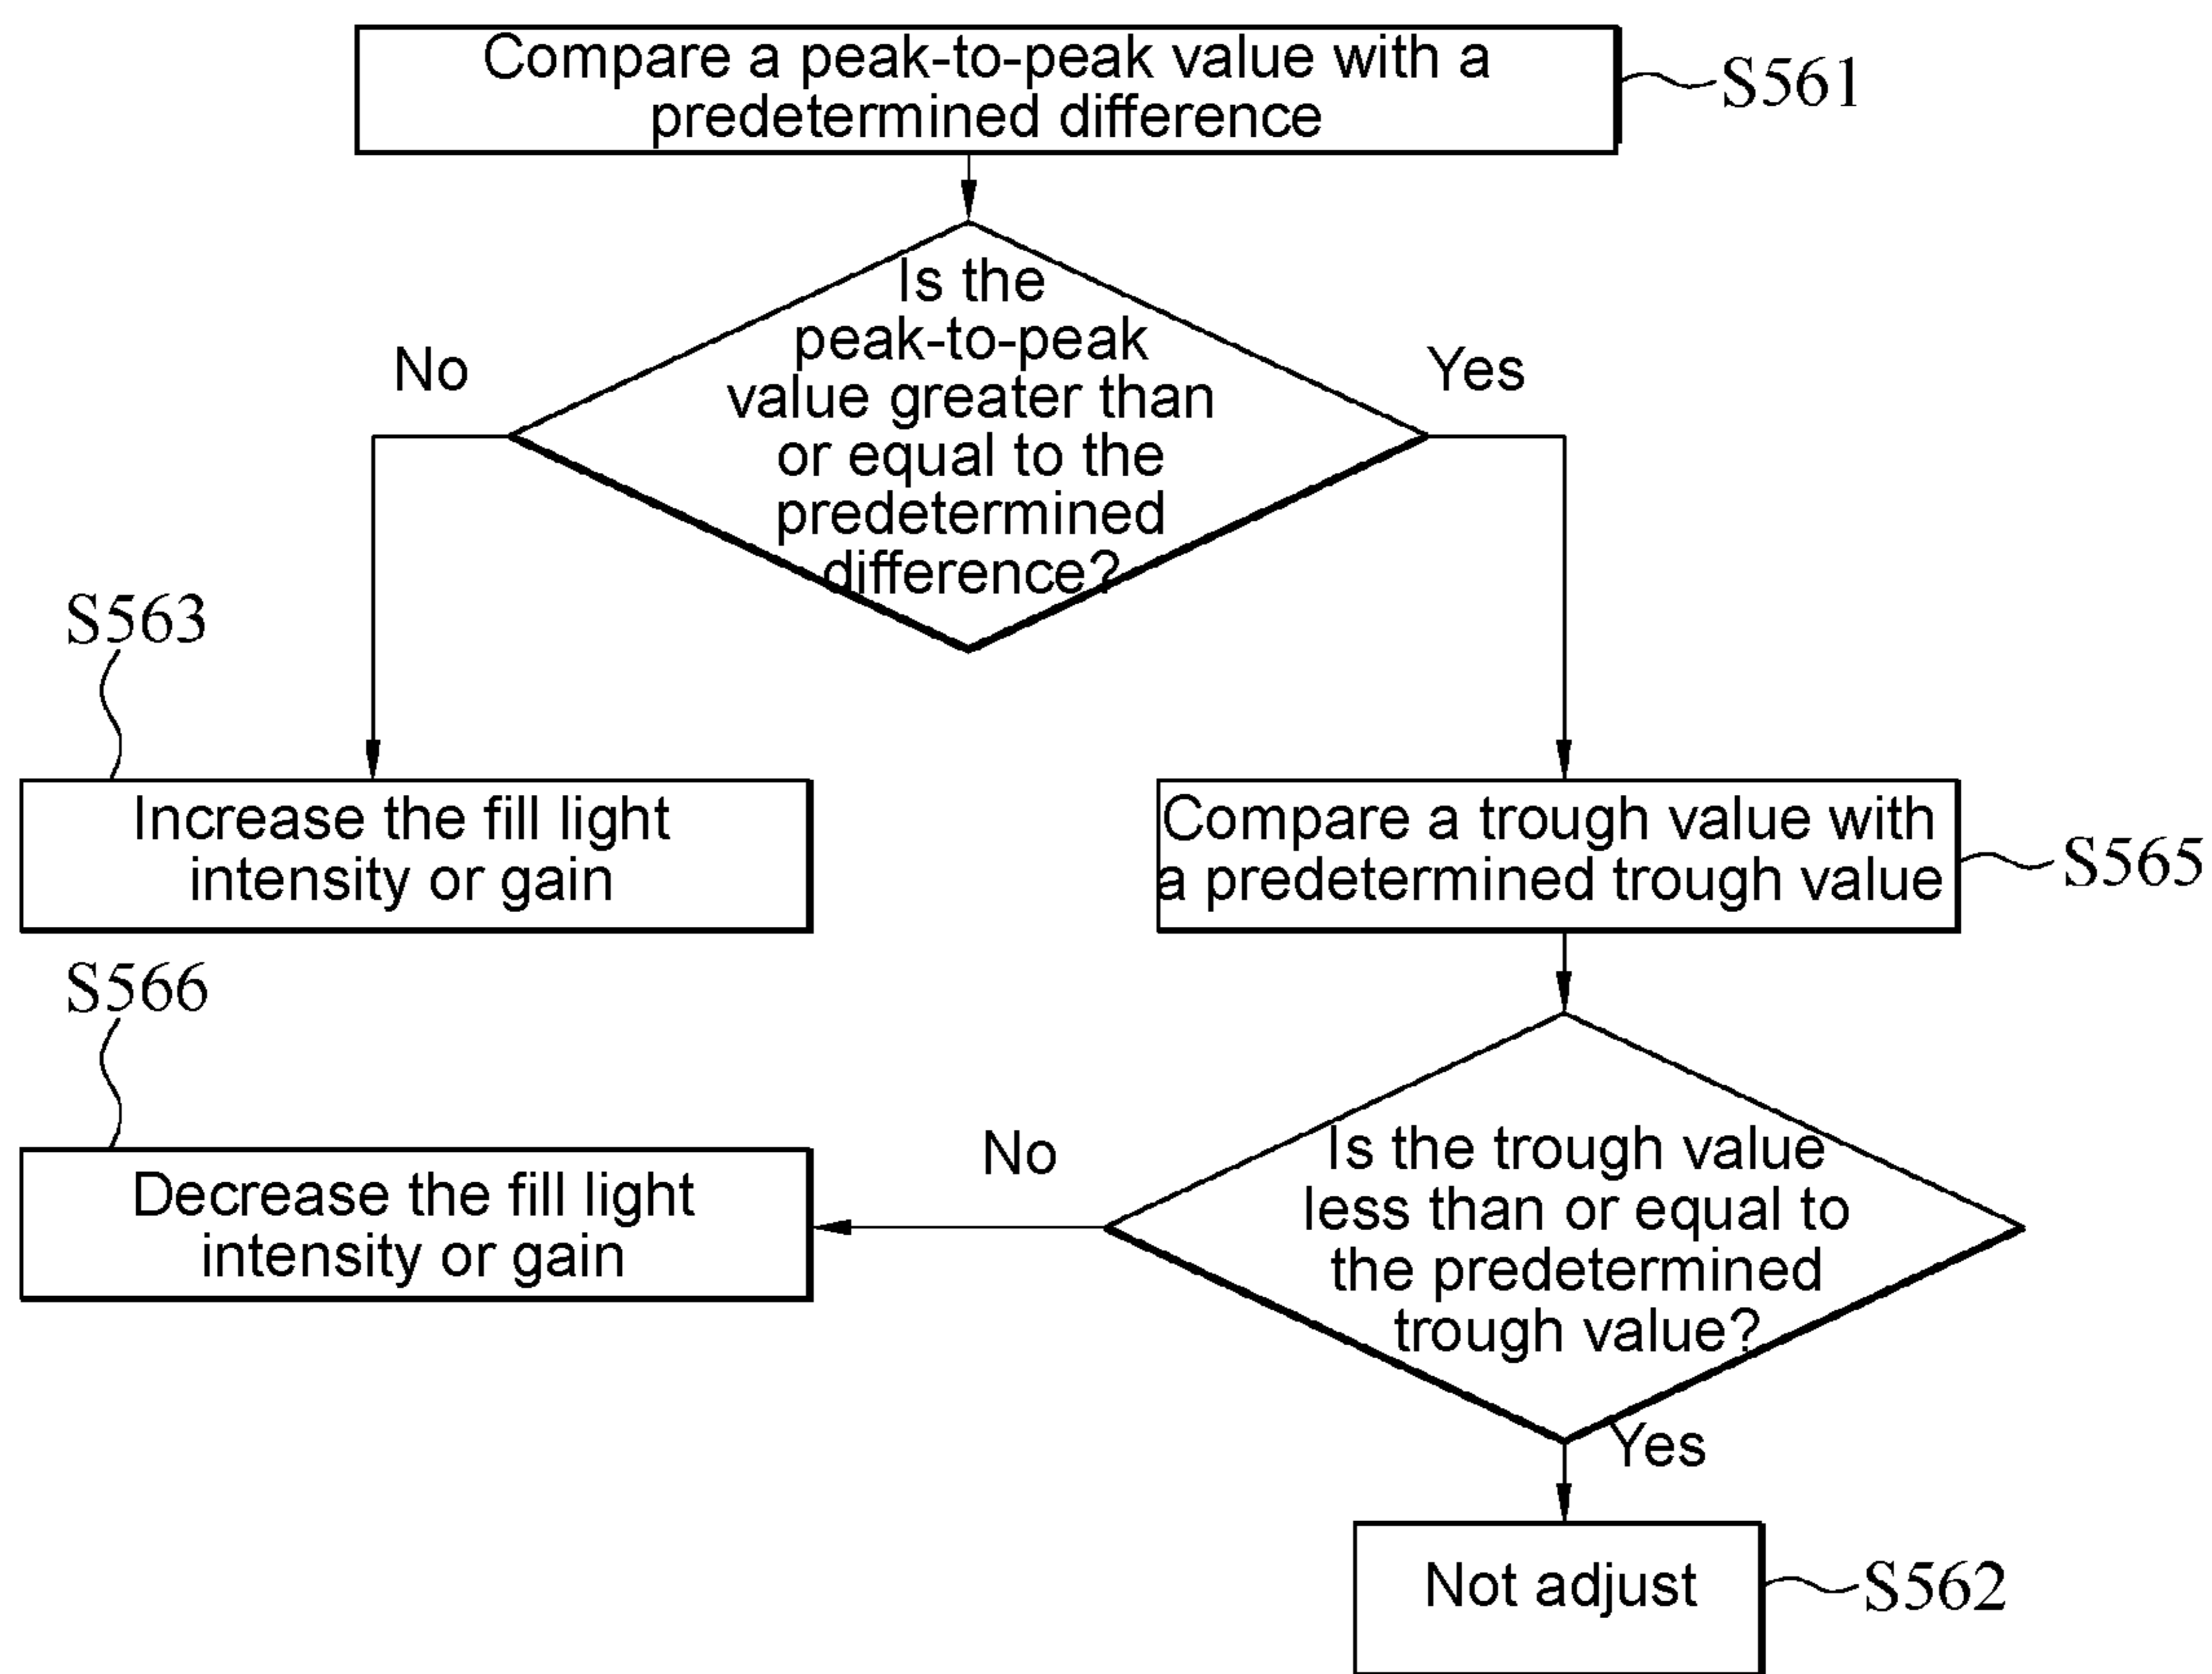 Compare a peak-to-peak value with a
predetermined difference
S561
Is the
peak-to-peak
value greater than
or equal to the
predetermined
difference?
No
Yes
S563
Increase the fill light
intensity or gain
Compare a trough value with
a predetermined trough value
S565
S566
Decrease the fill light
intensity or gain
No
Is the trough value
less than or equal to
the predetermined
trough value?
Yes
Not adjust
S562